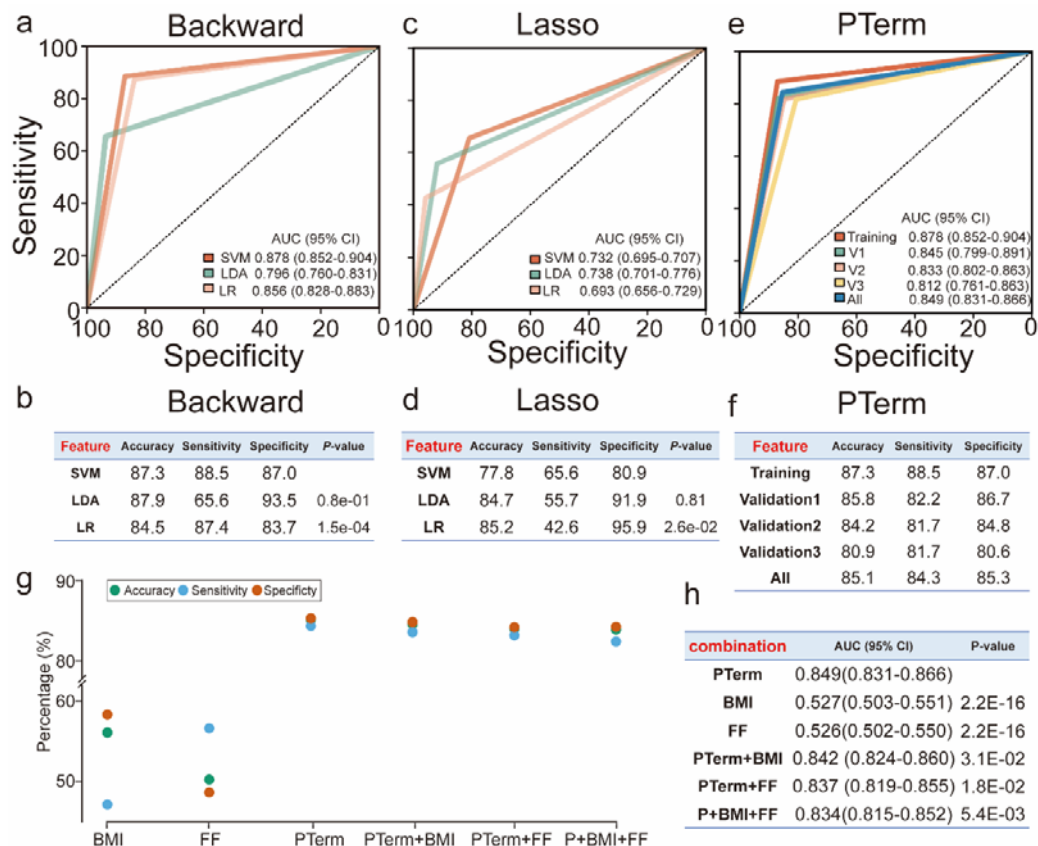 a
Backward
100
80
60
40
20
0
Sensitivity
AUC (95% CI)
SVM 0.878 (0.852-0.904)
LDA 0.796 (0.760-0.831)
LR 0.856 (0.828-0.883)
100 80 60 40 20 0
Specificity
c
Lasso
AUC (95% CI)
SVM 0.732 (0.695-0.707)
LDA 0.738 (0.701-0.776)
LR 0.693 (0.656-0.729)
100 80 60 40 20 0
Specificity
e
PTerm
AUC (95% CI)
Training 0.878 (0.852-0.904)
V1 0.845 (0.799-0.891)
V2 0.833 (0.802-0.863)
V3 0.812 (0.761-0.863)
All 0.849 (0.831-0.866)
100 80 60 40 20 0
Specificity
b
Backward
Feature Accuracy Sensitivity Specificity P-value
SVM 87.3 88.5 87.0
LDA 87.9 65.6 93.5 0.8e-01
LR 84.5 87.4 83.7 1.5e-04
d
Lasso
Feature Accuracy Sensitivity Specificity P-value
SVM 77.8 65.6 80.9
LDA 84.7 55.7 91.9 0.81
LR 85.2 42.6 95.9 2.6e-02
f
PTerm
Feature Accuracy Sensitivity Specificity
Training 87.3 88.5 87.0
Validation1 85.8 82.2 86.7
Validation2 84.2 81.7 84.8
Validation3 80.9 81.7 80.6
All 85.1 84.3 85.3
g
Accuracy Sensitivity Specificty
Percentage (%)
90
80
60
50
BMI FF PTerm PTerm+BMI PTerm+FF P+BMI+FF
h
combination AUC (95% CI) P-value
PTerm 0.849(0.831-0.866)
BMI 0.527(0.503-0.551) 2.2E-16
FF 0.526(0.502-0.550) 2.2E-16
PTerm+BMI 0.842 (0.824-0.860) 3.1E-02
PTerm+FF 0.837 (0.819-0.855) 1.8E-02
P+BMI+FF 0.834(0.815-0.852) 5.4E-03